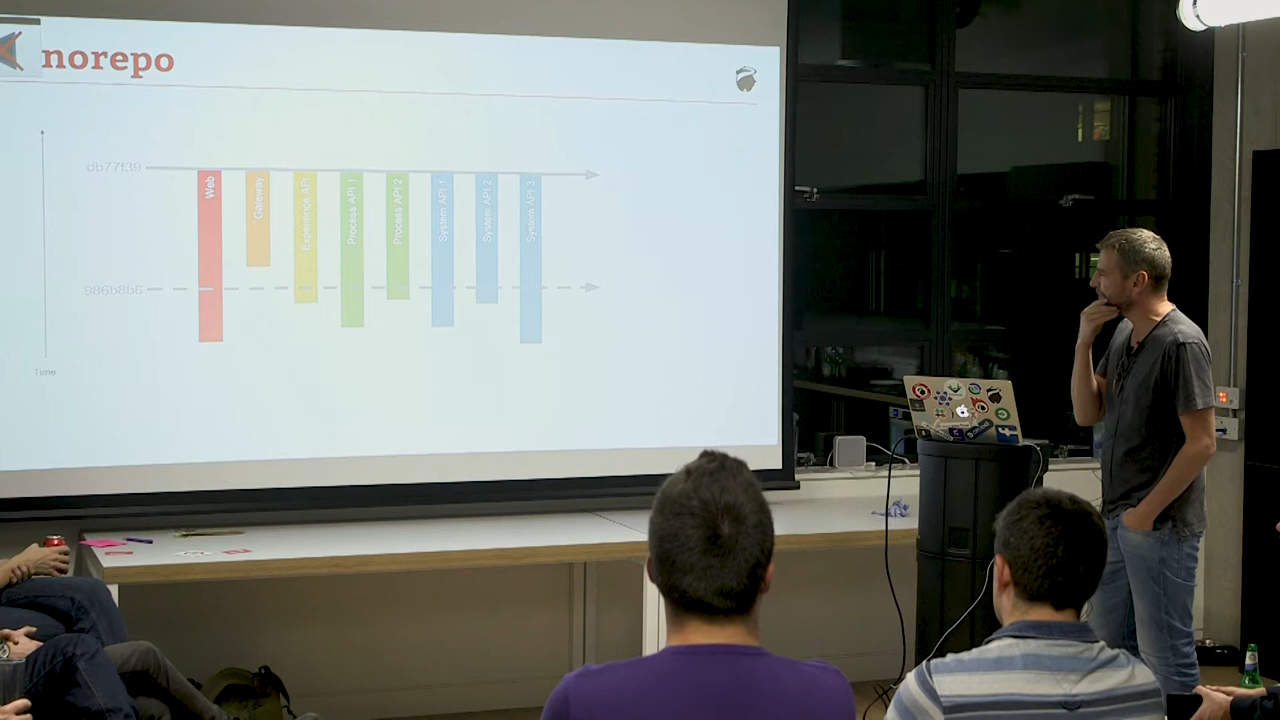 norepo
db77f39
Web
Gateway
Experience API
Process API 1
Process API 2
System API 1
System API 2
System API 3
986b8b6
Time